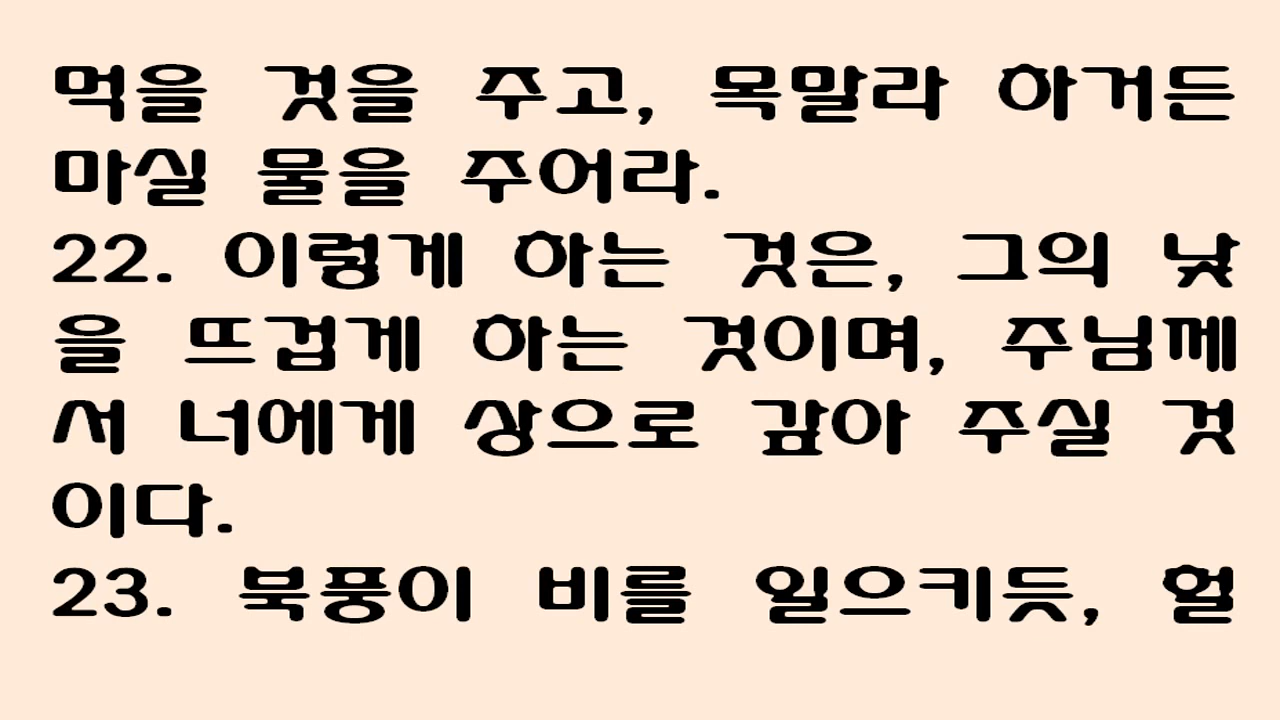 먹을 것을 주고, 목말라 하거든
마실 물을 주어라.
22. 이렇게 하는 것은, 그의 낯
을 뜨겁게 하는 것이며, 주님께
서 너에게 상으로 갚아 주실 것
이다.
23. 북풍이 비를 일으키듯, 헐